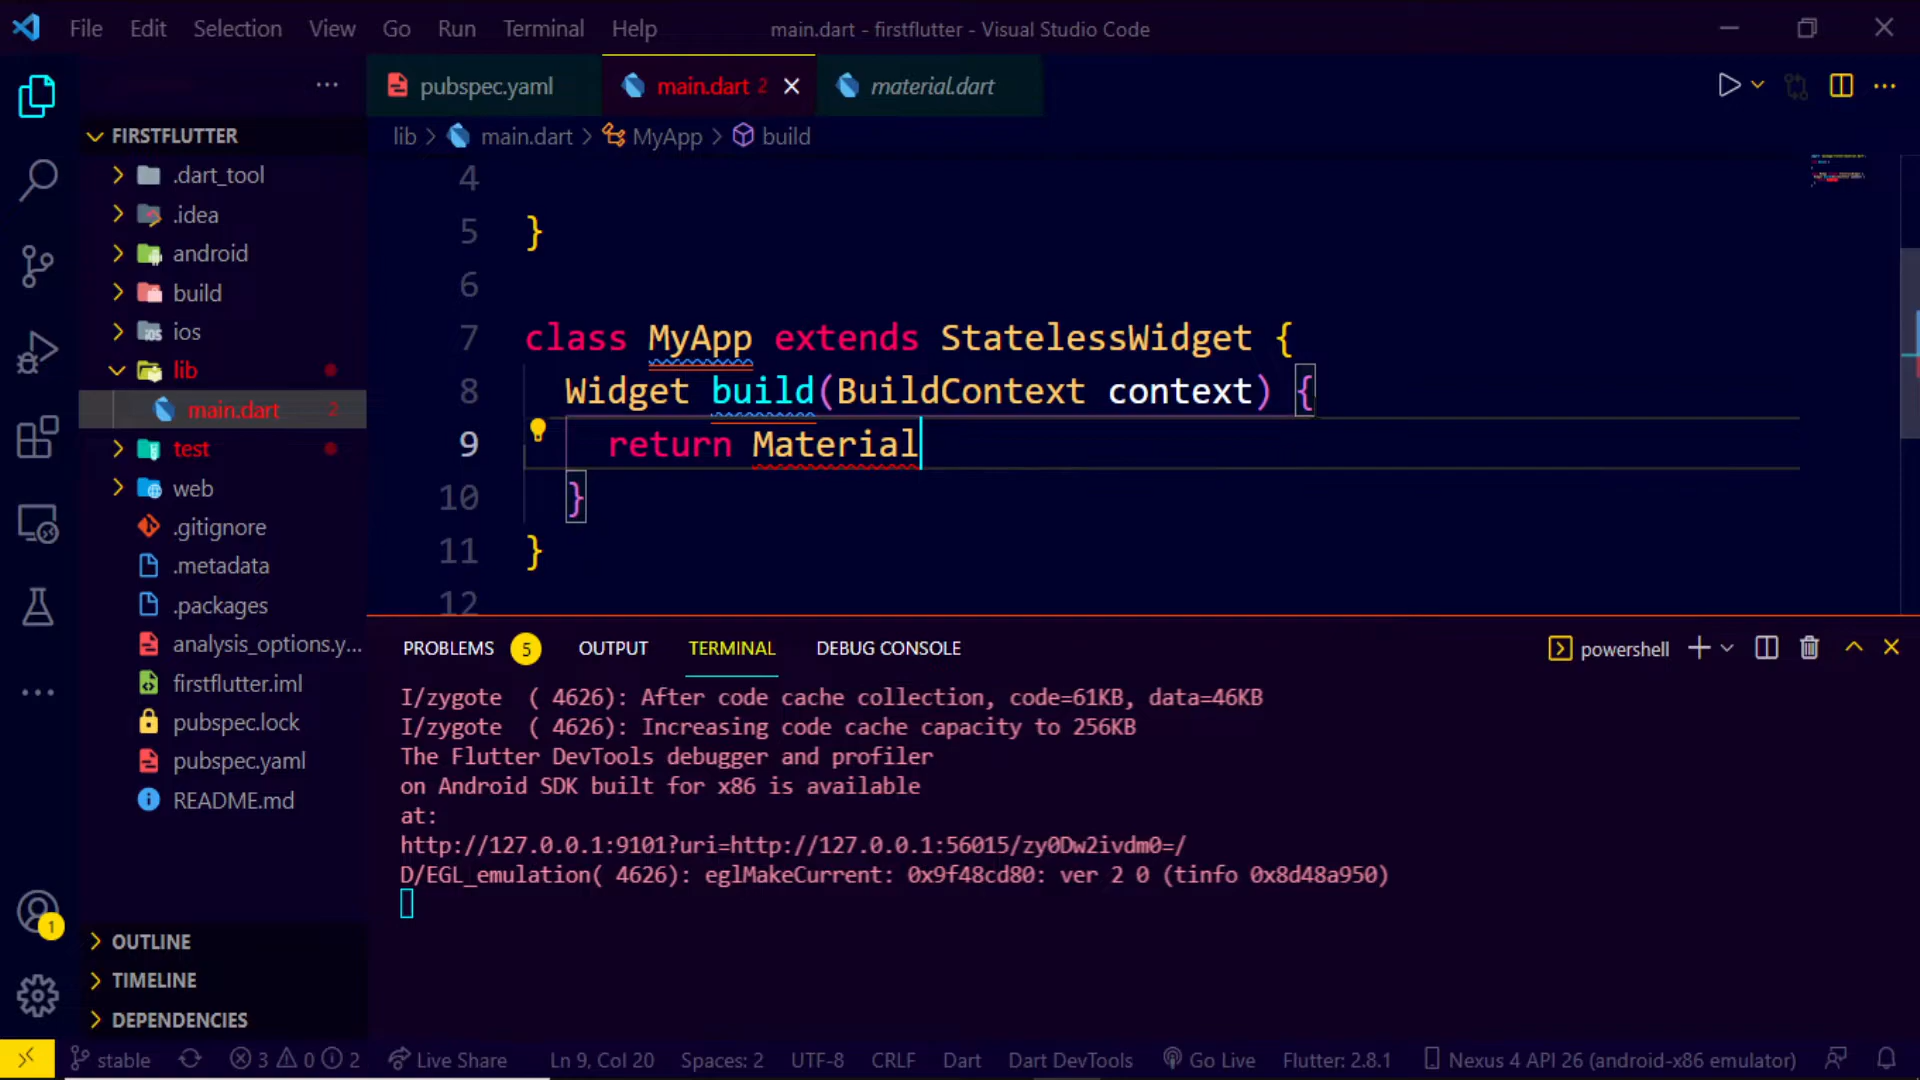 File Edit Selection View Go Run Terminal Help main.dart - firstflutter - Visual Studio Code
pubspec.yaml main.dart 2 material.dart
lib > main.dart > MyApp > build
FIRSTFLUTTER
.dart_tool
.idea
android
build
ios
lib
main.dart 2
test
web
.gitignore
.metadata
.packages
analysis_options.y...
firstflutter.iml
pubspec.lock
pubspec.yaml
README.md
OUTLINE
TIMELINE
DEPENDENCIES
4
5 }
6
7 class MyApp extends StatelessWidget {
8 Widget build(BuildContext context) {
9 return Material
10 }
11 }
12
PROBLEMS 5 OUTPUT TERMINAL DEBUG CONSOLE powershell
I/zygote ( 4626): After code cache collection, code=61KB, data=46KB
I/zygote ( 4626): Increasing code cache capacity to 256KB
The Flutter DevTools debugger and profiler
on Android SDK built for x86 is available
at:
http://127.0.0.1:9101?uri=http://127.0.0.1:56015/zy0Dw2ivdm0=/
D/EGL_emulation( 4626): eglMakeCurrent: 0x9f48cd80: ver 2 0 (tinfo 0x8d48a950)
1
stable 3 0 2 Live Share Ln 9, Col 20 Spaces: 2 UTF-8 CRLF Dart Dart DevTools Go Live Flutter: 2.8.1 Nexus 4 API 26 (android-x86 emulator)